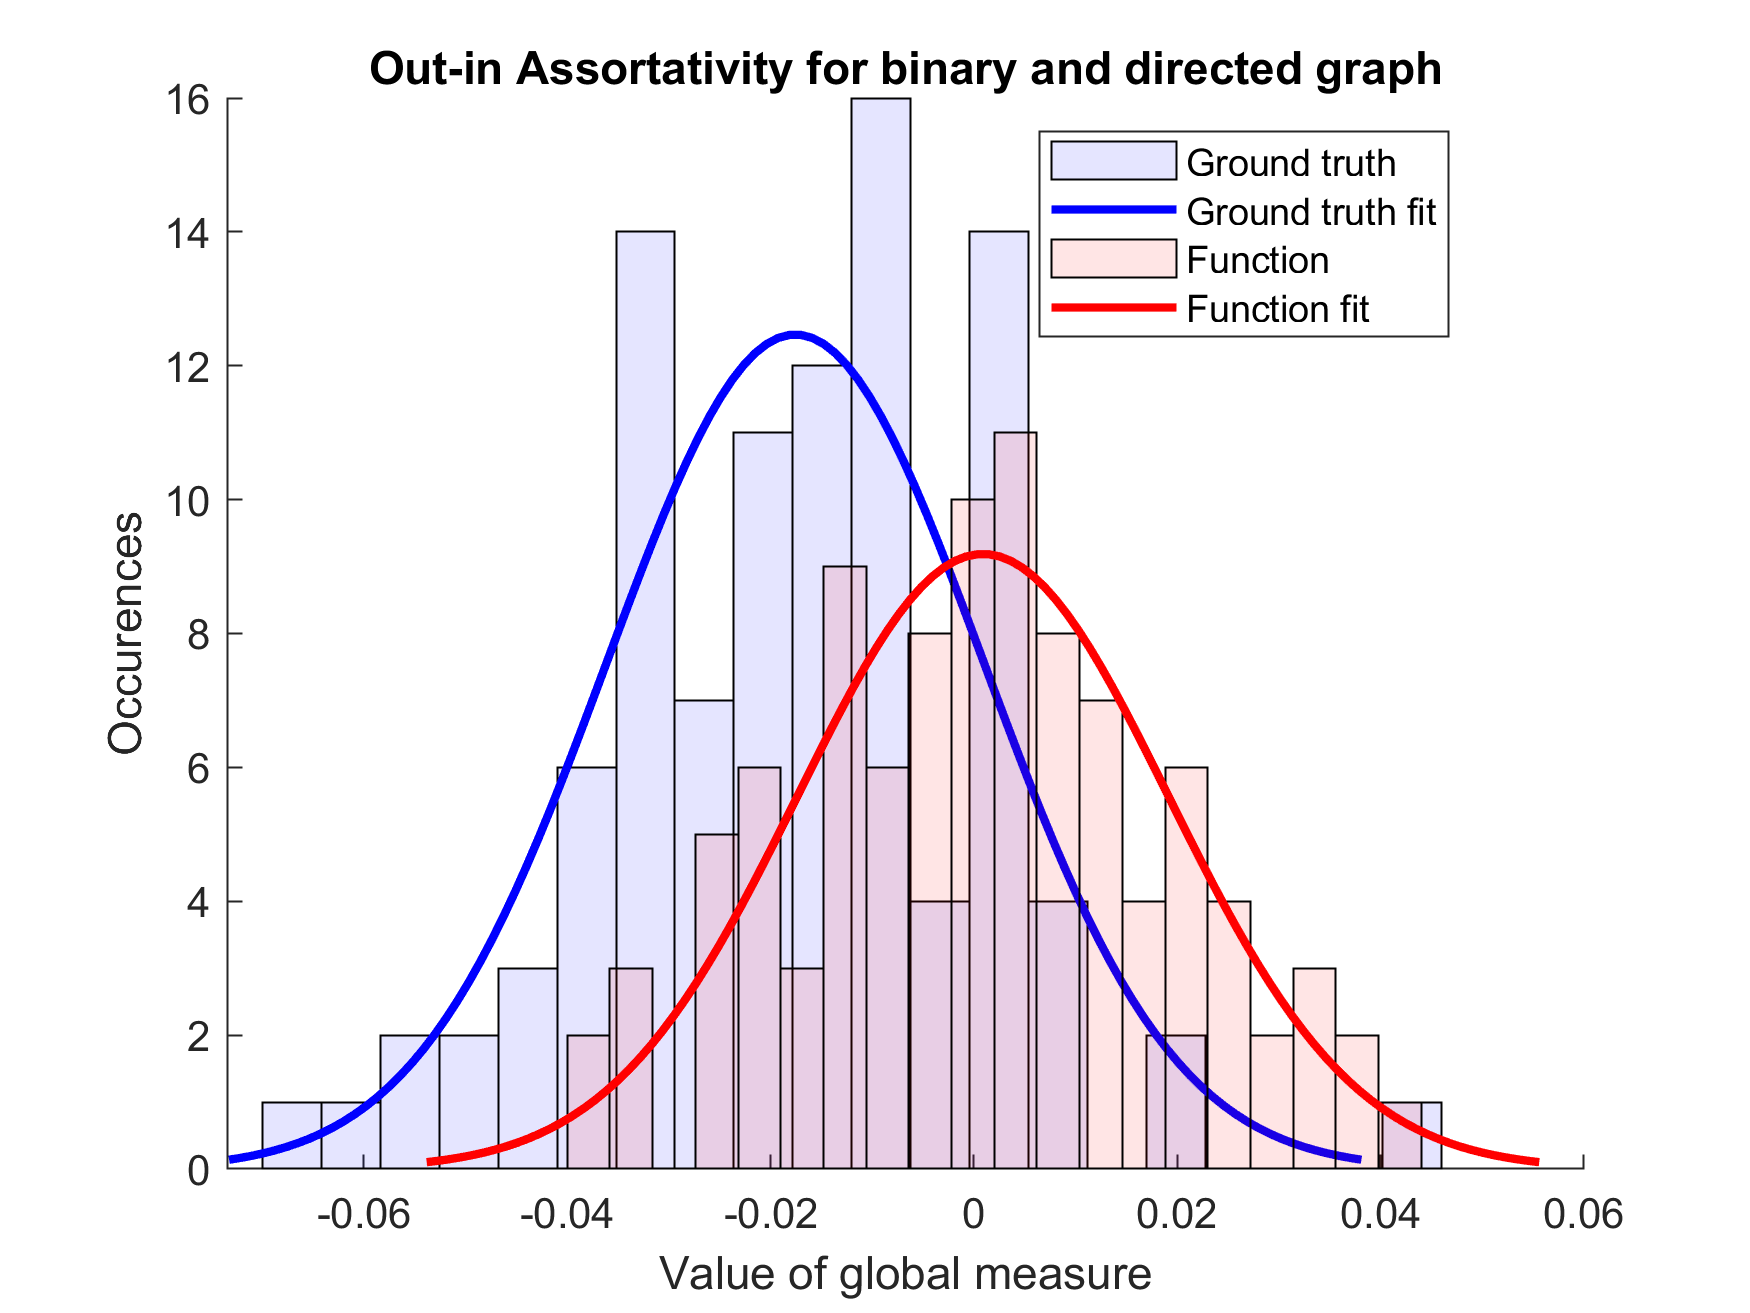 Out-in Assortativity for binary and directed graph
16
14
12
10
8
6
4
2
0
Occurences
Ground truth
Ground truth fit
Function
Function fit
-0.06
-0.04
-0.02
0
0.02
0.04
0.06
Value of global measure